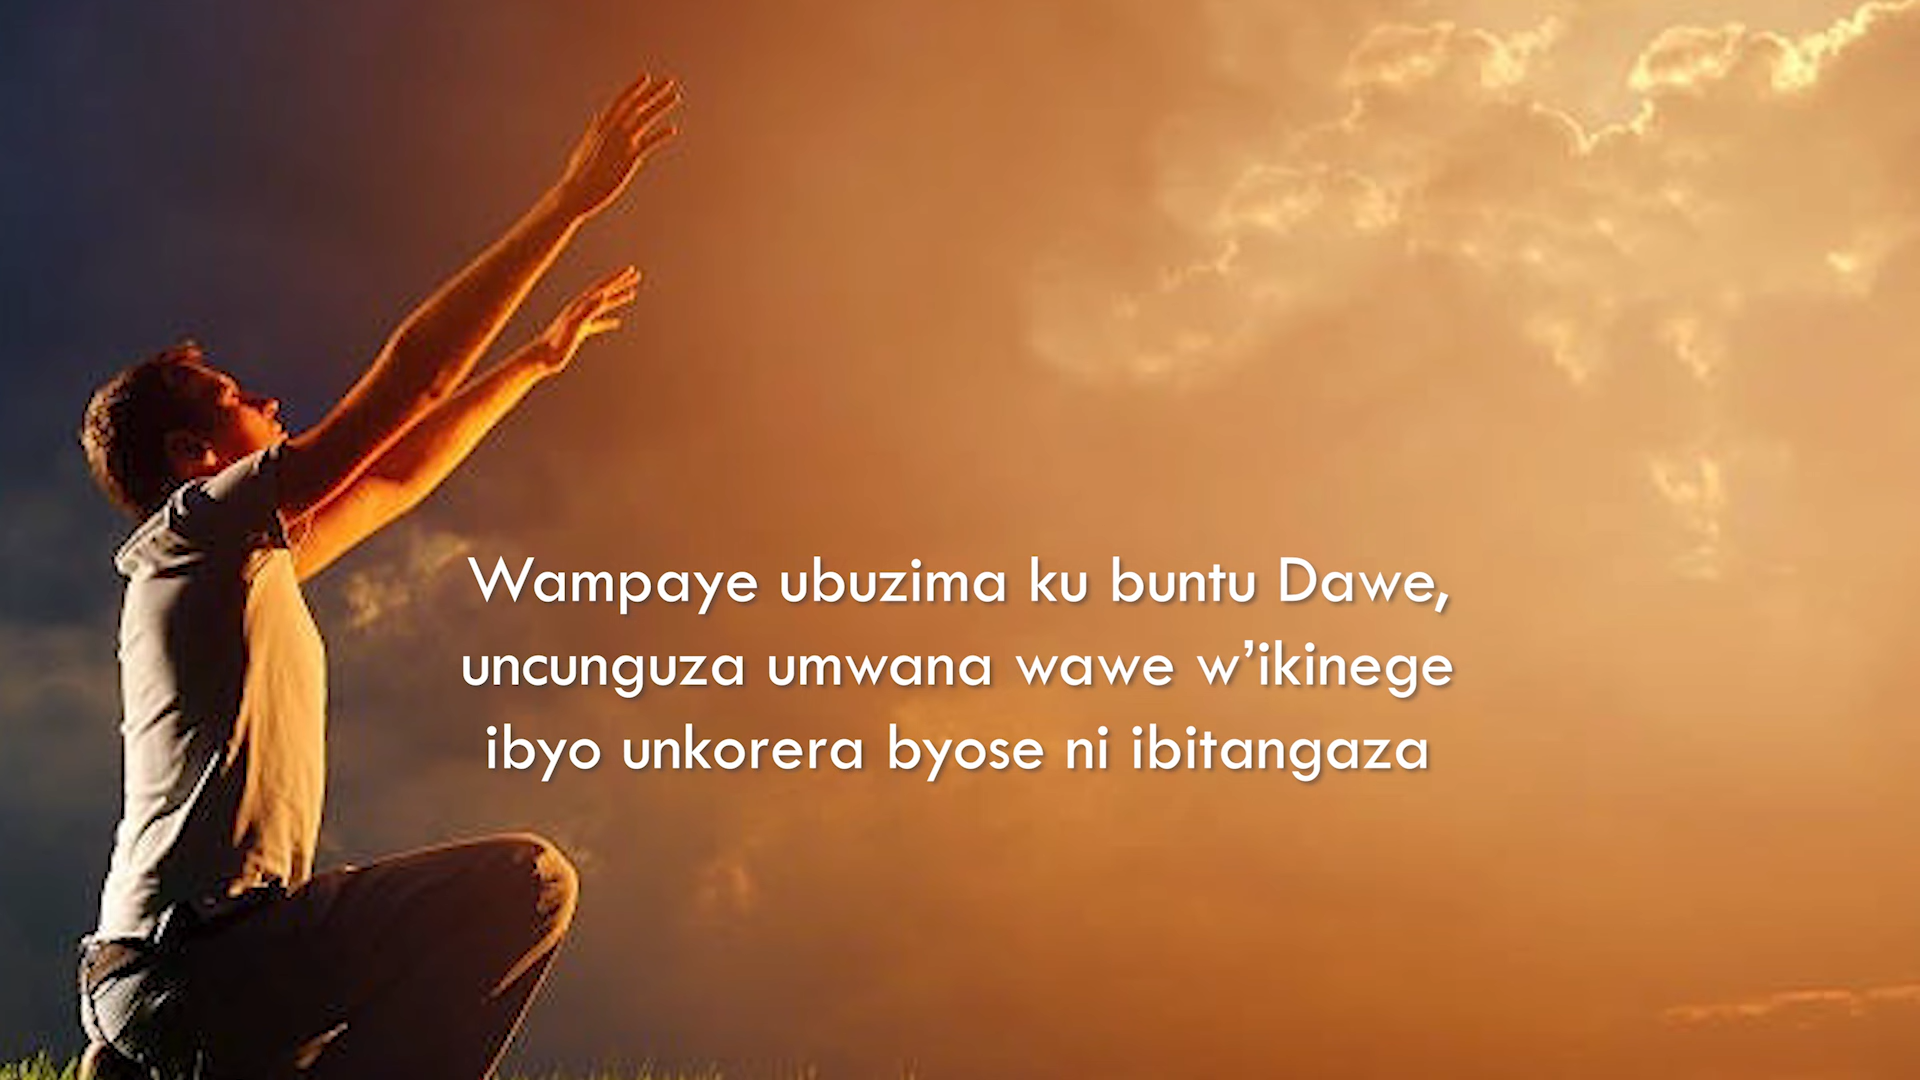 Wampaye ubuzima ku buntu Dawe,
uncunguza umwana wawe w’ikinege
ibyo unkorera byose ni ibitangaza